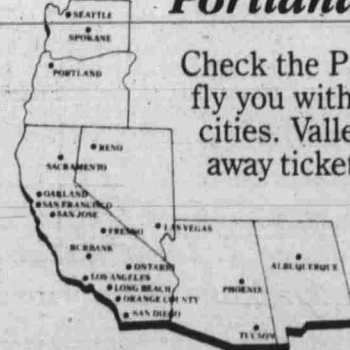 Portland
SEATTLE
SPOKANE
PORTLAND
Check the P
fly you with
cities. Valle
away ticket
RENO
SACRAMENTO
OAKLAND
SAN FRANCISCO
SAN JOSE
FRESNO
LAS VEGAS
BURBANK
ONTARIO
ALBUQUERQUE
LOS ANGELES
LONG BEACH
PHOENIX
ORANGE COUNTY
SAN DIEGO
TUCSON